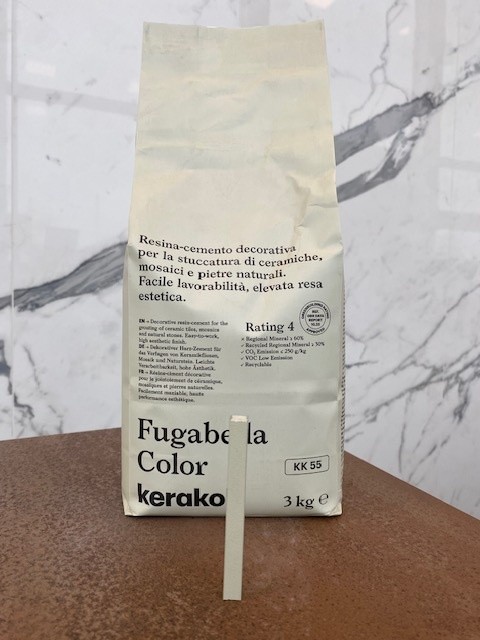 Resina-cemento decorativa
per la stuccatura di ceramiche,
mosaici e pietre naturali.
Facile lavorabilità, elevata resa
estetica.
EN → Decorative resin-cement for the
grouting of ceramic tiles, mosaics
and natural stones. Easy-to-work,
high aesthetic finish.
DE → Dekorativer Harz-Zement für
das Verfugen von Keramikfliesen,
Mosaik und Naturstein. Leichte
Verarbeitbarkeit, hohe Ästhetik.
FR → Résine-ciment décorative
pour le jointoiement de céramique,
mosaïques et pierres naturelles.
Facilement maniable, haute
performance esthétique.
Rating 4
× Regional Mineral ≥ 60%
× Recycled Regional Mineral ≥ 30%
✓ CO₂ Emission ≤ 250 g/kg
✓ VOC Low Emission
✓ Recyclable
Fugabe la
Color
KK 55
kerako
3 kg ℮